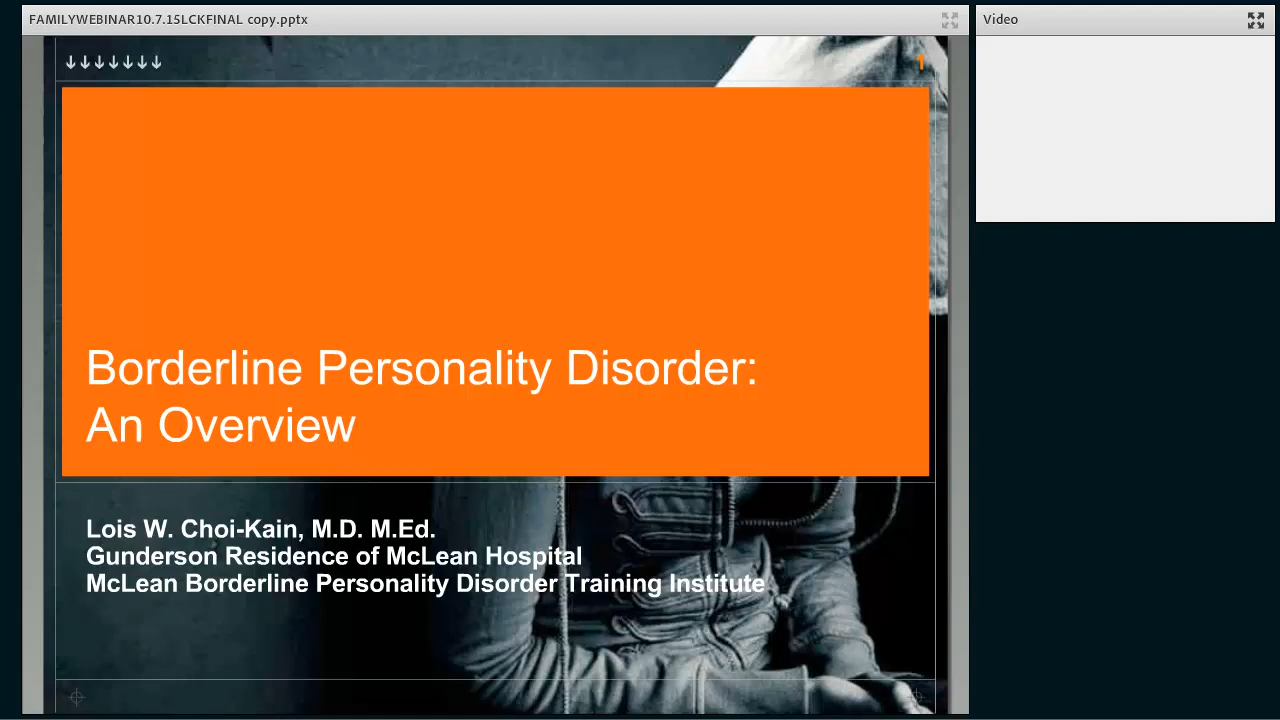 FAMILYWEBINAR10.7.15LCKFINAL copy.pptx
Video
1
Borderline Personality Disorder:
An Overview
Lois W. Choi-Kain, M.D. M.Ed.
Gunderson Residence of McLean Hospital
McLean Borderline Personality Disorder Training Institute